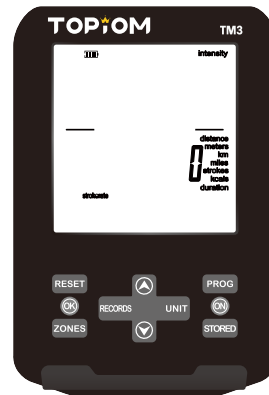 TOPIOM TM3
intensity
distance
meters
km
miles
0 strokes
kcals
duration
strokerate
RESET PROG
OK ON
RECORDS UNIT
ZONES STORED